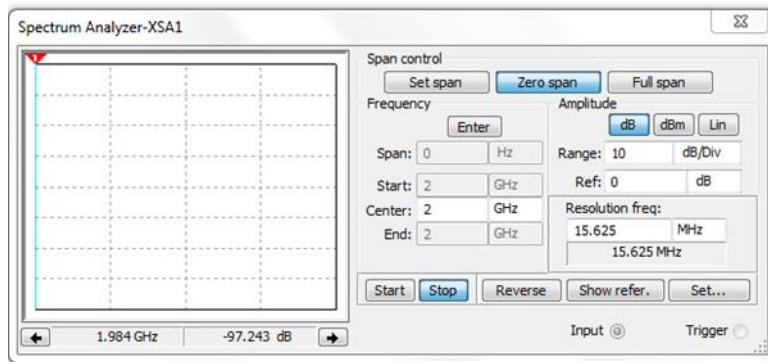 Spectrum Analyzer-XSA1
1
Span control
Set span Zero span Full span
Frequency
Enter
Span: 0 Hz
Start: 2 GHz
Center: 2 GHz
End: 2 GHz
Amplitude
dB dBm Lin
Range: 10 dB/Div
Ref: 0 dB
Resolution freq:
15.625 MHz
15.625 MHz
Start Stop Reverse Show refer. Set...
1.984 GHz -97.243 dB
Input Trigger